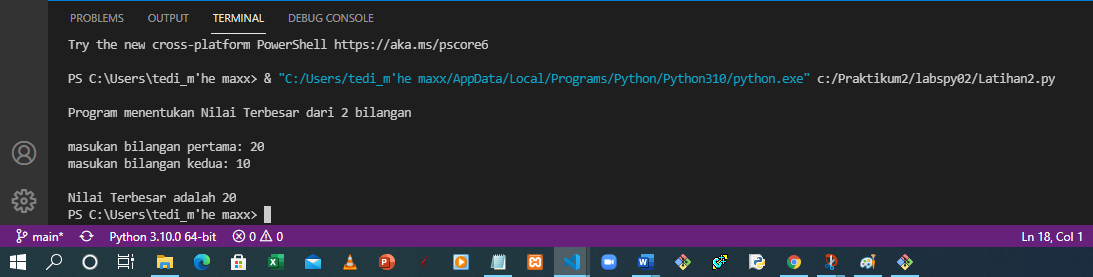 PROBLEMS OUTPUT TERMINAL DEBUG CONSOLE
Try the new cross-platform PowerShell https://aka.ms/pscore6
PS C:\Users\tedi_m'he maxx> & "C:/Users/tedi_m'he maxx/AppData/Local/Programs/Python/Python310/python.exe" c:/Praktikum2/labspy02/Latihan2.py
Program menentukan Nilai Terbesar dari 2 bilangan
masukan bilangan pertama: 20
masukan bilangan kedua: 10
Nilai Terbesar adalah 20
PS C:\Users\tedi_m'he maxx>
main* Python 3.10.0 64-bit 0 0 Ln 18, Col 1